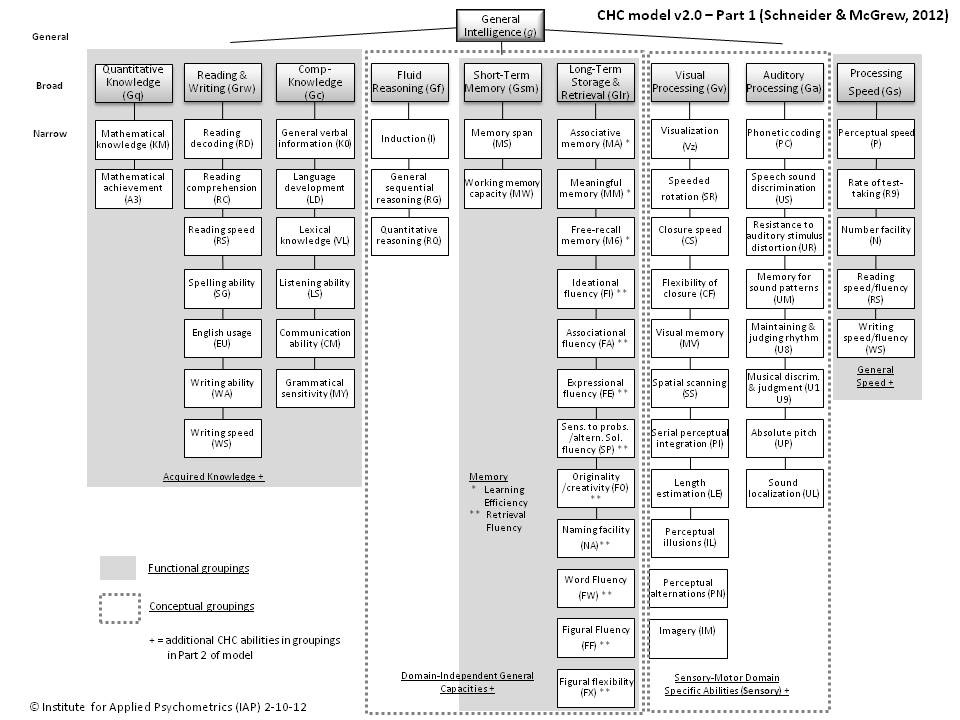 CHC model v2.0 – Part 1 (Schneider & McGrew, 2012)
General
General
Intelligence (g)
Broad
Quantitative
Knowledge
(Gq)
Reading &
Writing (Grw)
Comp-
Knowledge
(Gc)
Fluid
Reasoning (Gf)
Short-Term
Memory (Gsm)
Long-Term
Storage &
Retrieval (Glr)
Visual
Processing (Gv)
Auditory
Processing (Ga)
Processing
Speed (Gs)
Narrow
Mathematical
knowledge (KM)
Mathematical
achievement
(A3)
Reading
decoding (RD)
Reading
comprehension
(RC)
Reading speed
(RS)
Spelling ability
(SG)
English usage
(EU)
Writing ability
(WA)
Writing speed
(WS)
General verbal
information (K0)
Language
development
(LD)
Lexical
knowledge (VL)
Listening ability
(LS)
Communication
ability (CM)
Grammatical
sensitivity (MY)
Acquired Knowledge +
Induction (I)
General
sequential
reasoning (RG)
Quantitative
reasoning (RQ)
Memory span
(MS)
Working memory
capacity (MW)
Memory
* Learning
Efficiency
** Retrieval
Fluency
Associative
memory (MA) *
Meaningful
memory (MM) *
Free-recall
memory (M6) *
Ideational
fluency (FI) **
Associational
fluency (FA) **
Expressional
fluency (FE) **
Sens. to probs.
/altern. Sol.
fluency (SP) **
Originality
/creativity (FO)
**
Naming facility
(NA) **
Word Fluency
(FW) **
Figural Fluency
(FF) **
Figural flexibility
(FX) **
Domain-Independent General
Capacities +
Visualization
(Vz)
Speeded
rotation (SR)
Closure speed
(CS)
Flexibility of
closure (CF)
Visual memory
(MV)
Spatial scanning
(SS)
Serial perceptual
integration (PI)
Length
estimation (LE)
Perceptual
illusions (IL)
Perceptual
alternations (PN)
Imagery (IM)
Phonetic coding
(PC)
Speech sound
discrimination
(US)
Resistance to
auditory stimulus
distortion (UR)
Memory for
sound patterns
(UM)
Maintaining &
judging rhythm
(U8)
Musical discrim.
& judgment (U1
U9)
Absolute pitch
(UP)
Sound
localization (UL)
Sensory-Motor Domain
Specific Abilities (Sensory) +
Perceptual speed
(P)
Rate of test-
taking (R9)
Number facility
(N)
Reading
speed/fluency
(RS)
Writing
speed/fluency
(WS)
General
Speed +
Functional groupings
Conceptual groupings
+ = additional CHC abilities in groupings
in Part 2 of model
© Institute for Applied Psychometrics (IAP) 2-10-12